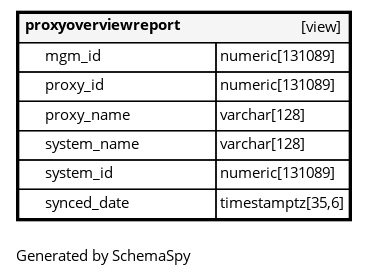 proxyoverviewreport [view]
mgm_id numeric[131089]
proxy_id numeric[131089]
proxy_name varchar[128]
system_name varchar[128]
system_id numeric[131089]
synced_date timestamptz[35,6]
Generated by SchemaSpy